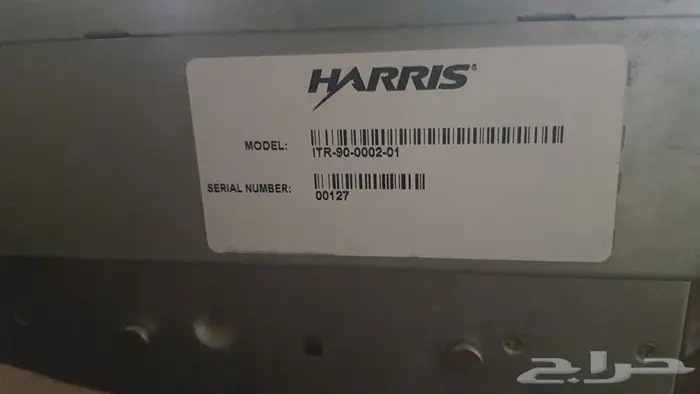 HARRIS®
MODEL:
ITR-90-0002-01
SERIAL NUMBER:
00127
حراج